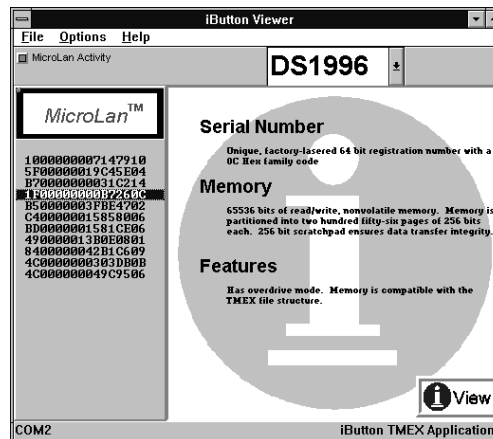 iButton Viewer
File Options Help
MicroLan Activity
DS1996
MicroLan™
1000000007147910
5F00000019C45E04
B70000000031C214
1F00000000B7260C
B50000003FBE4702
C400000015858006
BD0000001581CE06
490000013B0E0801
8400000042B1C609
4C0000000303DB0B
4C000000049C9506
Serial Number
Unique, factory-lasered 64 bit registration number with a
0C Hex family code
Memory
65536 bits of read/write, nonvolatile memory. Memory is
partitioned into two hundred fifty-six pages of 256 bits
each. 256 bit scratchpad ensures data transfer integrity.
Features
Has overdrive mode. Memory is compatible with the
TMEX file structure.
View
COM2
iButton TMEX Application